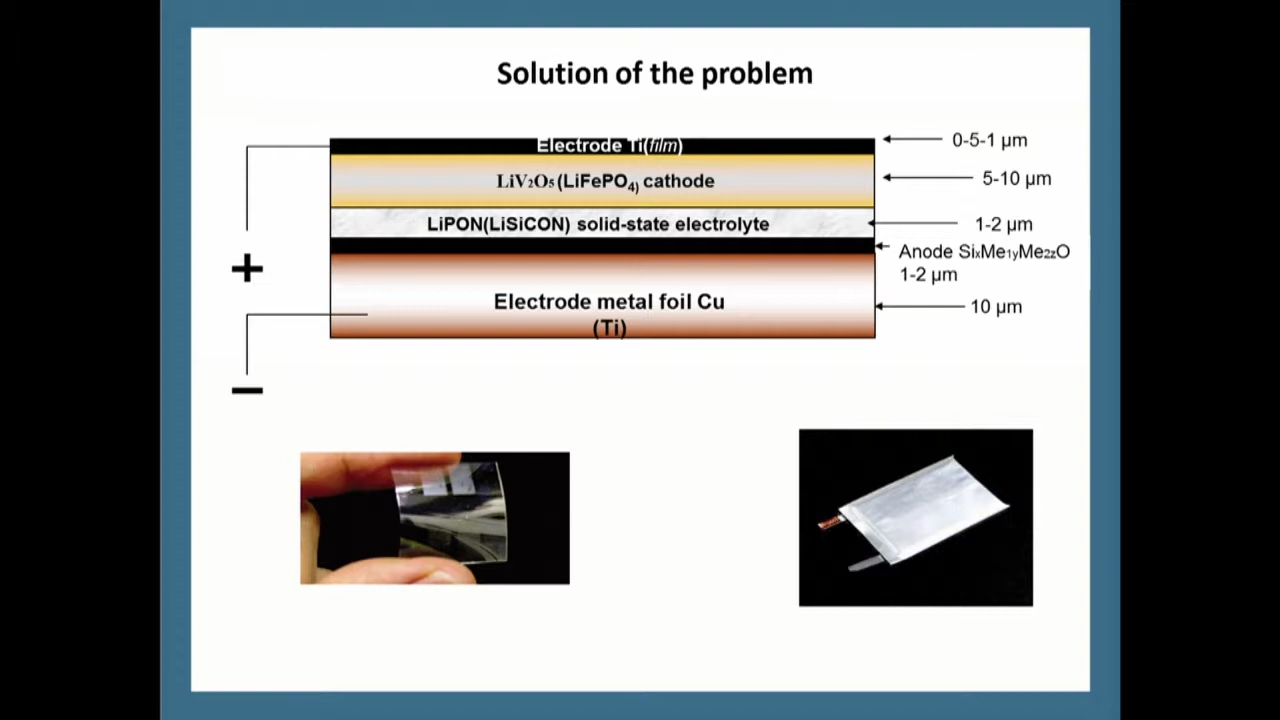 Solution of the problem
Electrode Ti(film)
0-5-1 µm
LiV₂O₅ (LiFePO₄) cathode
5-10 µm
LiPON(LiSiCON) solid-state electrolyte
1-2 µm
Anode SiₓMe₁yMe₂zO
1-2 µm
Electrode metal foil Cu
(Ti)
10 µm
+
−